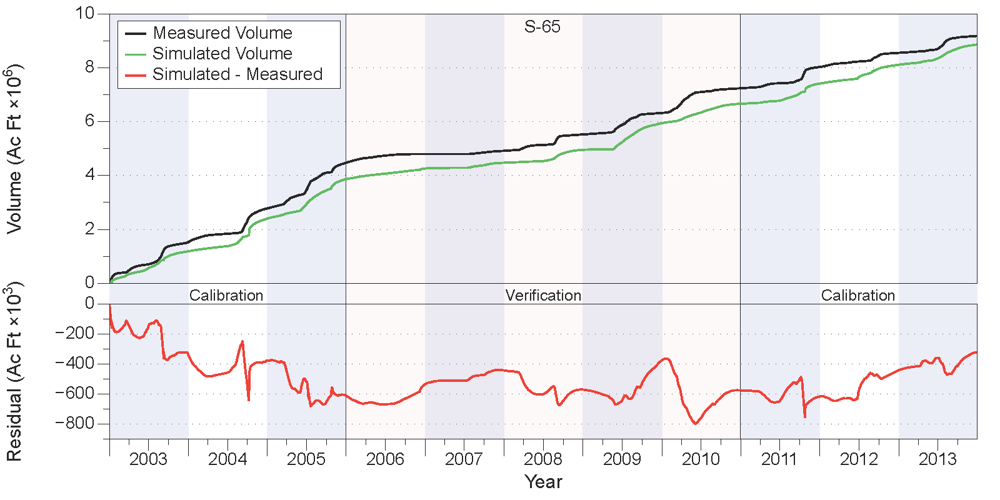 S-65
Measured Volume
Simulated Volume
Simulated - Measured
Volume (Ac Ft ×10⁶)
10
8
6
4
2
0
Calibration
Verification
Calibration
Residual (Ac Ft ×10³)
0
−200
−400
−600
−800
2003 2004 2005 2006 2007 2008 2009 2010 2011 2012 2013
Year